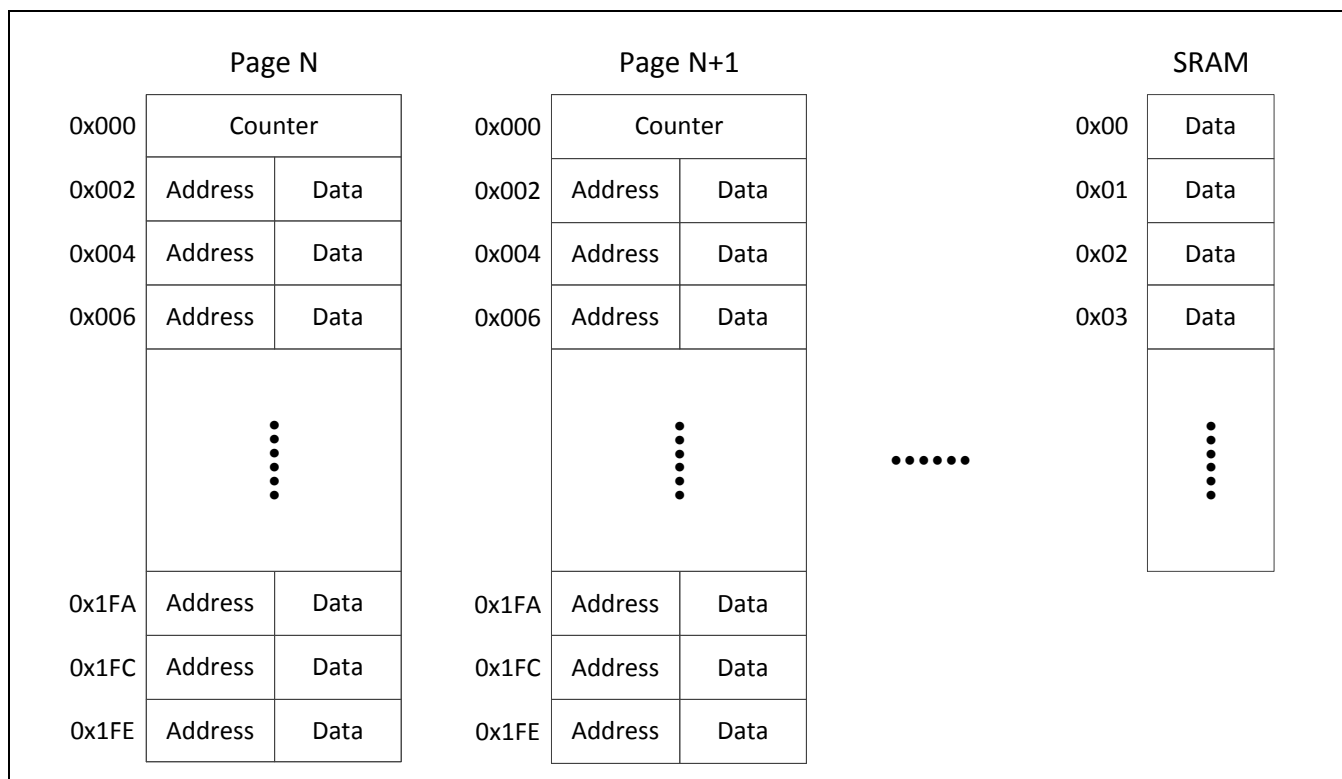 Page N Page N+1 SRAM
0x000 Counter 0x000 Counter 0x00 Data
0x002 Address Data 0x002 Address Data 0x01 Data
0x004 Address Data 0x004 Address Data 0x02 Data
0x006 Address Data 0x006 Address Data 0x03 Data
0x1FA Address Data 0x1FA Address Data
0x1FC Address Data 0x1FC Address Data
0x1FE Address Data 0x1FE Address Data